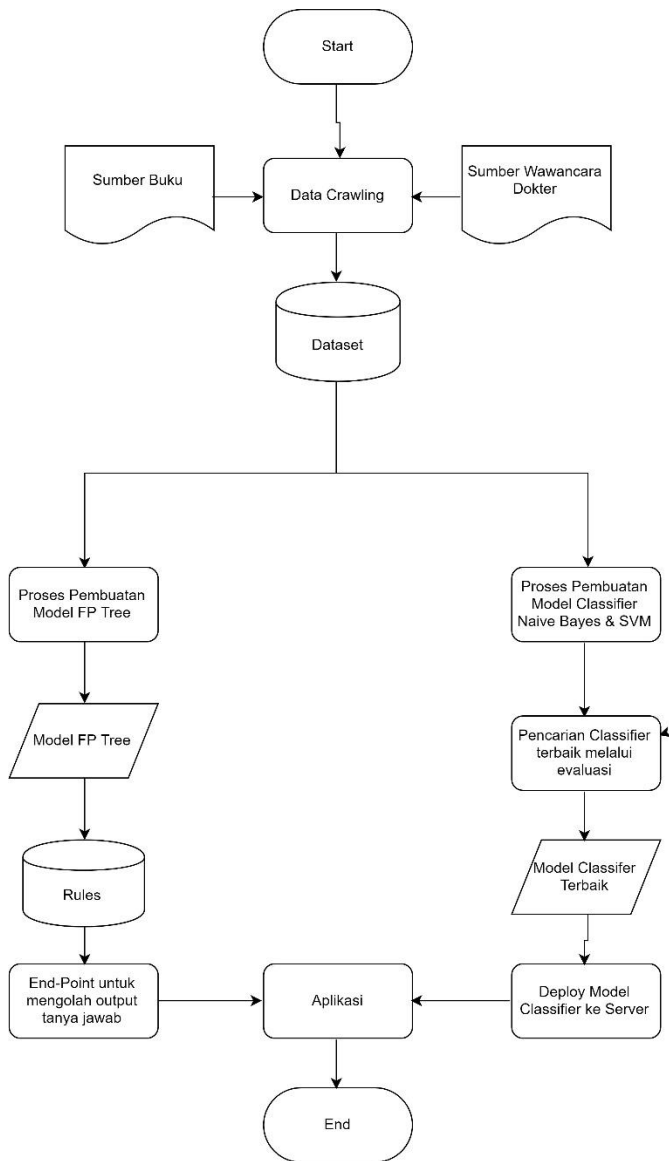 Start
Sumber Buku
Data Crawling
Sumber Wawancara
Dokter
Dataset
Proses Pembuatan
Model FP Tree
Proses Pembuatan
Model Classifier
Naive Bayes & SVM
Model FP Tree
Pencarian Classifier
terbaik melalui
evaluasi
Rules
Model Classifer
Terbaik
End-Point untuk
mengolah output
tanya jawab
Aplikasi
Deploy Model
Classifier ke Server
End